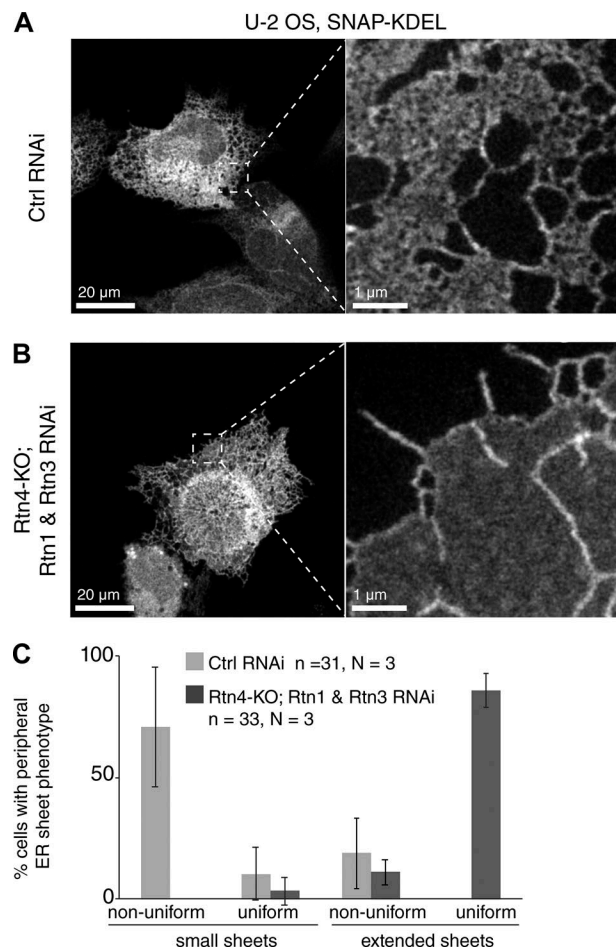 A
U-2 OS, SNAP-KDEL
Ctrl RNAi
20 µm
1 µm
B
Rtn4-KO;
Rtn1 & Rtn3 RNAi
20 µm
1 µm
C
% cells with peripheral
ER sheet phenotype
100
50
0
Ctrl RNAi n =31, N = 3
Rtn4-KO; Rtn1 & Rtn3 RNAi
n = 33, N = 3
non-uniform uniform non-uniform uniform
small sheets extended sheets